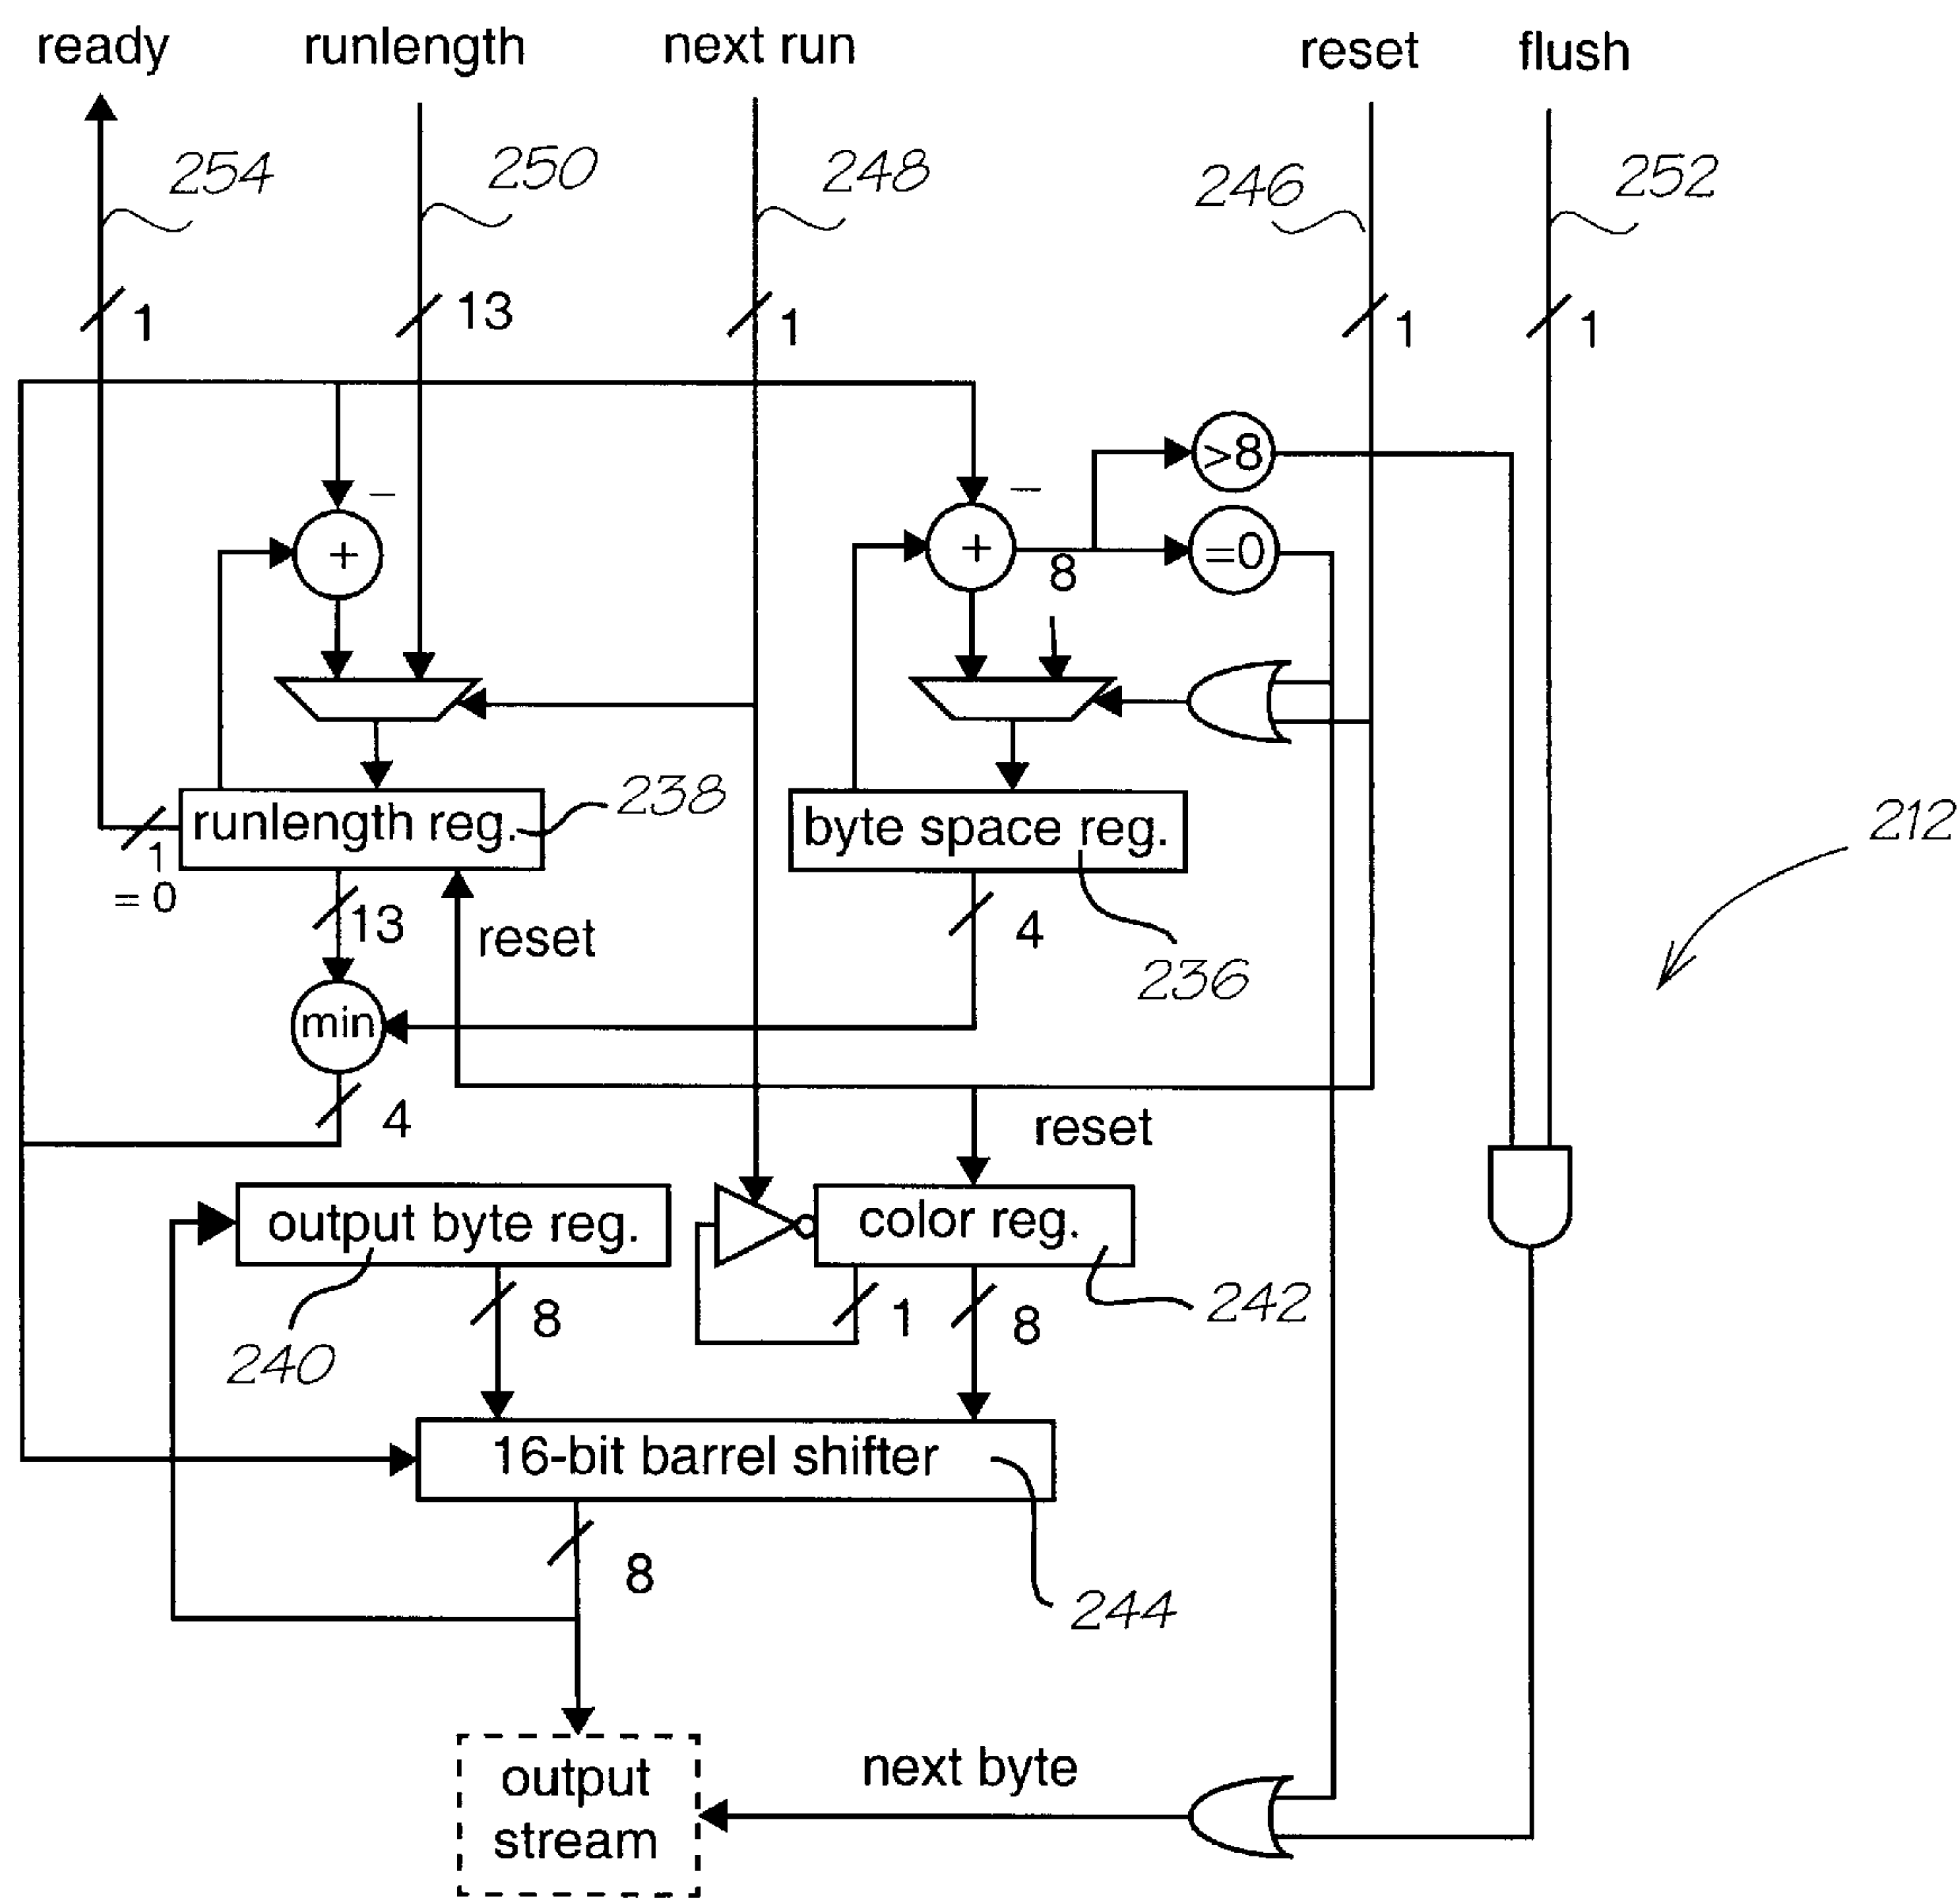 ready
runlength
next run
reset
flush
254
250
248
246
252
1
13
1
1
1
>8
−
−
+
+
=0
8
runlength reg.
238
byte space reg.
212
1
= 0
13
reset
4
236
min
4
reset
output byte reg.
color reg.
8
1
8
242
240
16-bit barrel shifter
8
244
next byte
output
stream